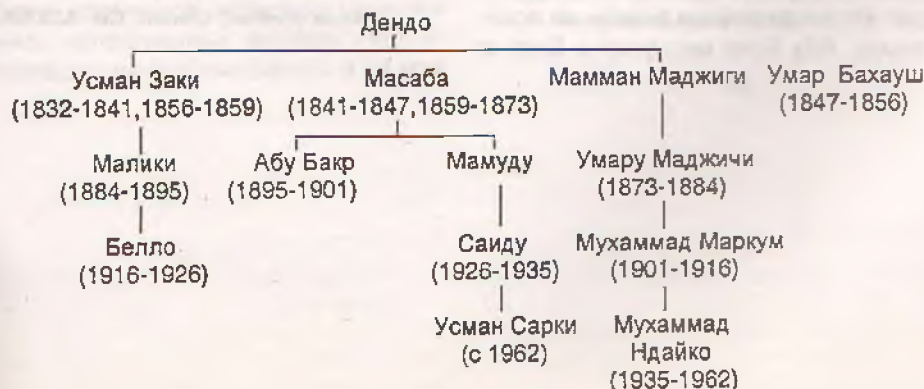 Дендо
Усман Заки Масаба Мамман Маджиги Умар Бахауш
(1832-1841,1856-1859) (1841-1847,1859-1873) (1847-1856)
Малики Абу Бакр Мамуду Умару Маджичи
(1884-1895) (1895-1901) (1873-1884)
Белло Саиду Мухаммад Маркум
(1916-1926) (1926-1935) (1901-1916)
Усман Сарки Мухаммад
(с 1962) Ндайко
(1935-1962)